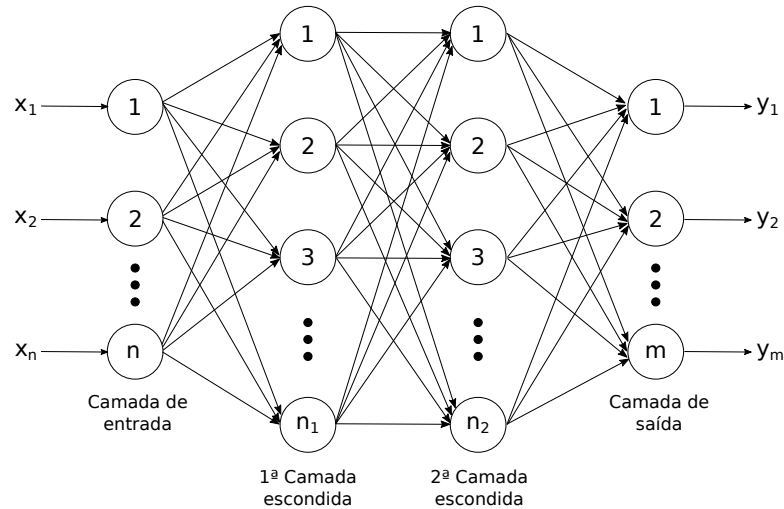 1
1
x₁
1
1
y₁
2
2
x₂
2
2
y₂
3
3
xₙ
n
m
yₘ
Camada de
entrada
n₁
n₂
Camada de
saída
1ª Camada
escondida
2ª Camada
escondida